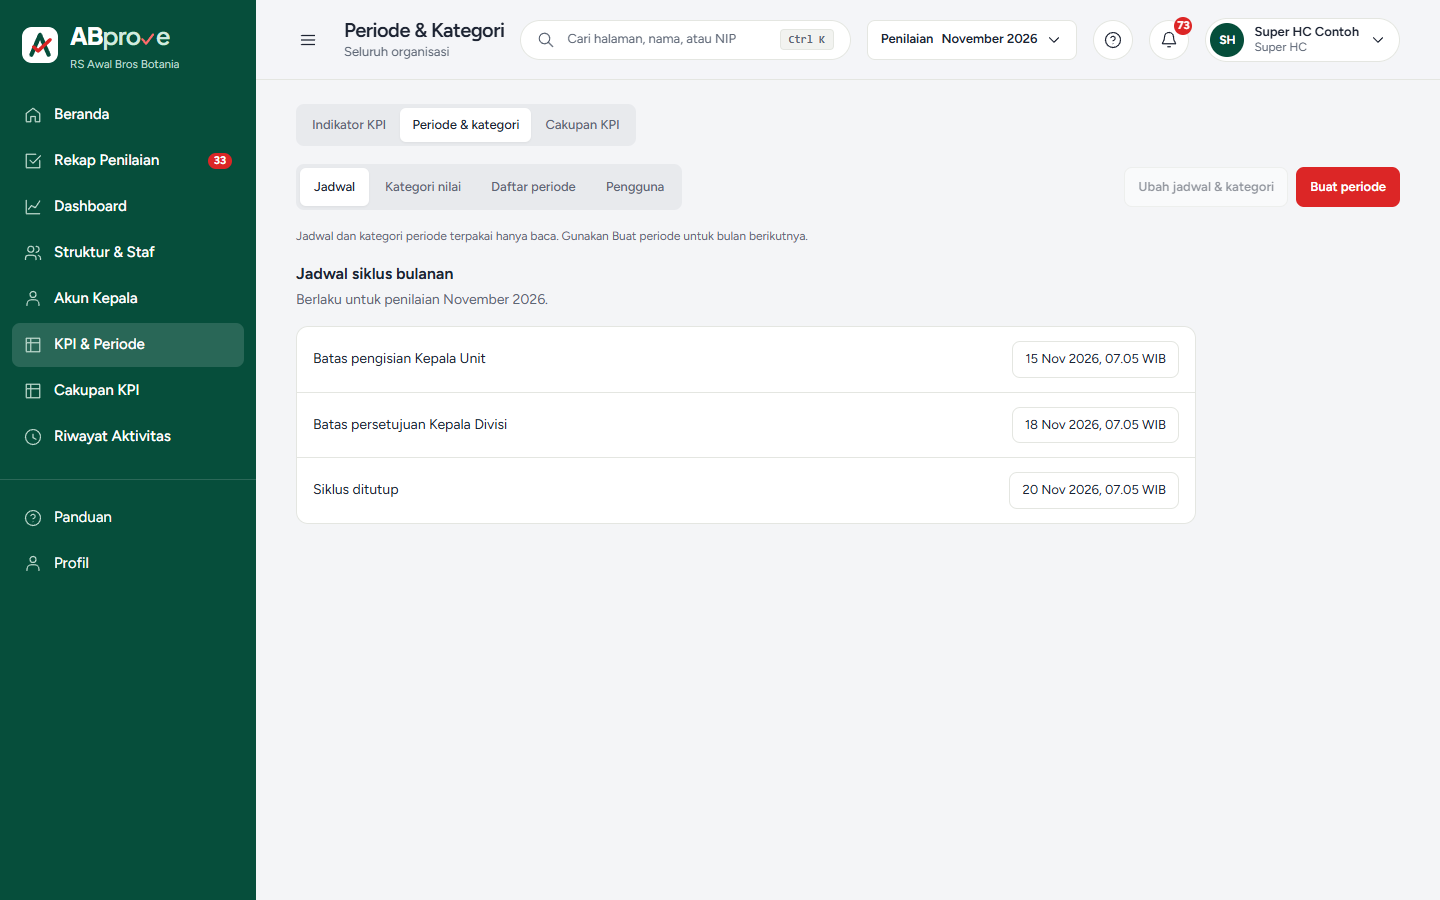 ABprove
RS Awal Bros Botania
Beranda
Rekap Penilaian 33
Dashboard
Struktur & Staf
Akun Kepala
KPI & Periode
Cakupan KPI
Riwayat Aktivitas
Panduan
Profil
Periode & Kategori
Seluruh organisasi
Cari halaman, nama, atau NIP Ctrl K
Penilaian November 2026
73
SH
Super HC Contoh
Super HC
Indikator KPI Periode & kategori Cakupan KPI
Jadwal Kategori nilai Daftar periode Pengguna
Ubah jadwal & kategori Buat periode
Jadwal dan kategori periode terpakai hanya baca. Gunakan Buat periode untuk bulan berikutnya.
Jadwal siklus bulanan
Berlaku untuk penilaian November 2026.
Batas pengisian Kepala Unit 15 Nov 2026, 07.05 WIB
Batas persetujuan Kepala Divisi 18 Nov 2026, 07.05 WIB
Siklus ditutup 20 Nov 2026, 07.05 WIB